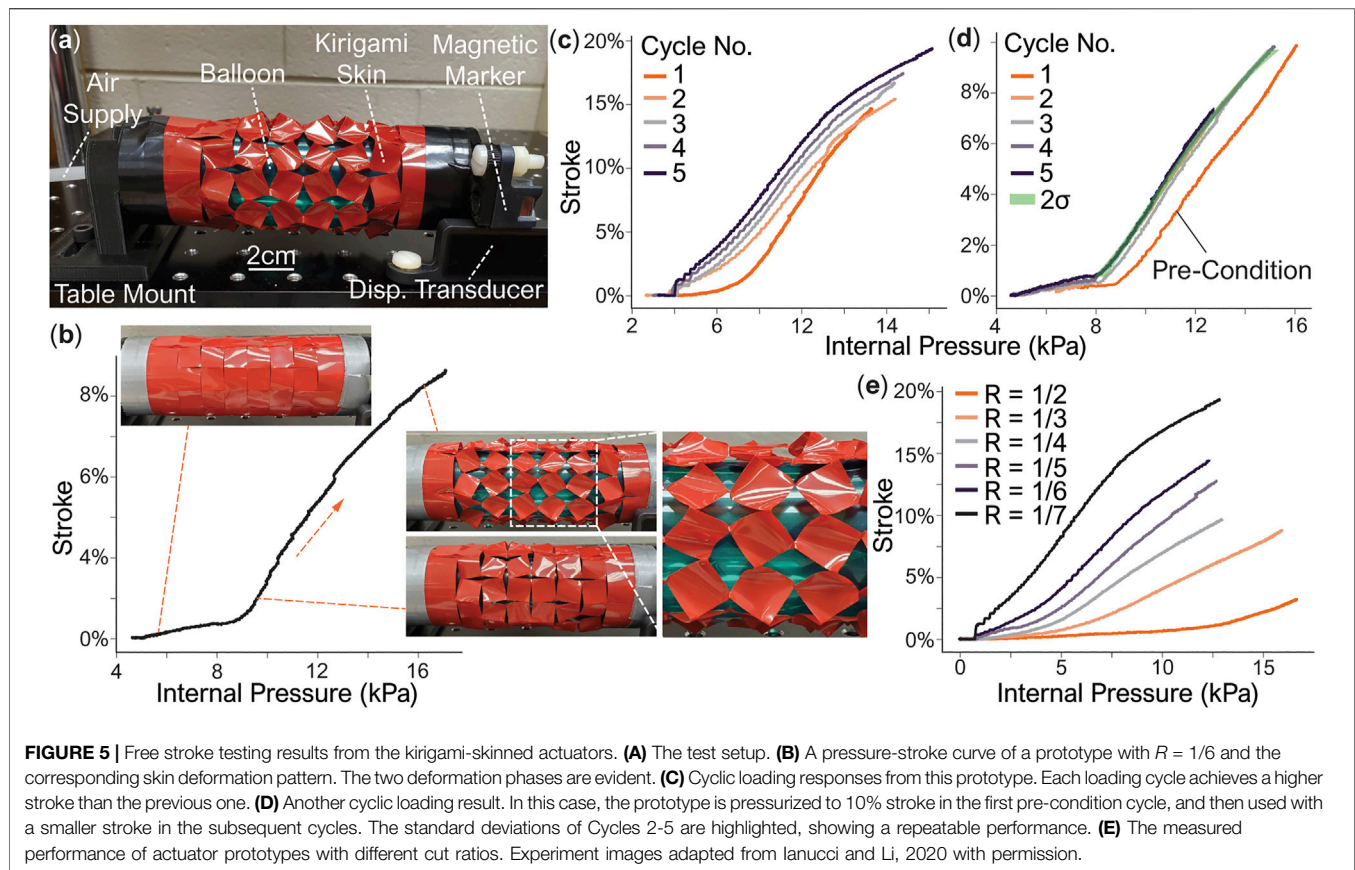 (a)
Air
Supply
Balloon
Kirigami
Skin
Magnetic
Marker
2cm
Table Mount
Disp. Transducer
(b)
Stroke
8%
6%
4%
2%
0%
4
8
12
16
Internal Pressure (kPa)
(c)
Stroke
20%
15%
10%
5%
0%
Cycle No.
1
2
3
4
5
2
4
6
12
14
(d)
8%
6%
4%
2%
0%
Cycle No.
1
2
3
4
5
2σ
Pre-Condition
4
8
12
16
Internal Pressure (kPa)
(e)
Stroke
20%
15%
10%
5%
0%
R = 1/2
R = 1/3
R = 1/4
R = 1/5
R = 1/6
R = 1/7
0
5
10
15
Internal Pressure (kPa)
FIGURE 5 | Free stroke testing results from the kirigami-skinned actuators. (A) The test setup. (B) A pressure-stroke curve of a prototype with R = 1/6 and the
corresponding skin deformation pattern. The two deformation phases are evident. (C) Cyclic loading responses from this prototype. Each loading cycle achieves a higher
stroke than the previous one. (D) Another cyclic loading result. In this case, the prototype is pressurized to 10% stroke in the first pre-condition cycle, and then used with
a smaller stroke in the subsequent cycles. The standard deviations of Cycles 2-5 are highlighted, showing a repeatable performance. (E) The measured
performance of actuator prototypes with different cut ratios. Experiment images adapted from Ianucci and Li, 2020 with permission.